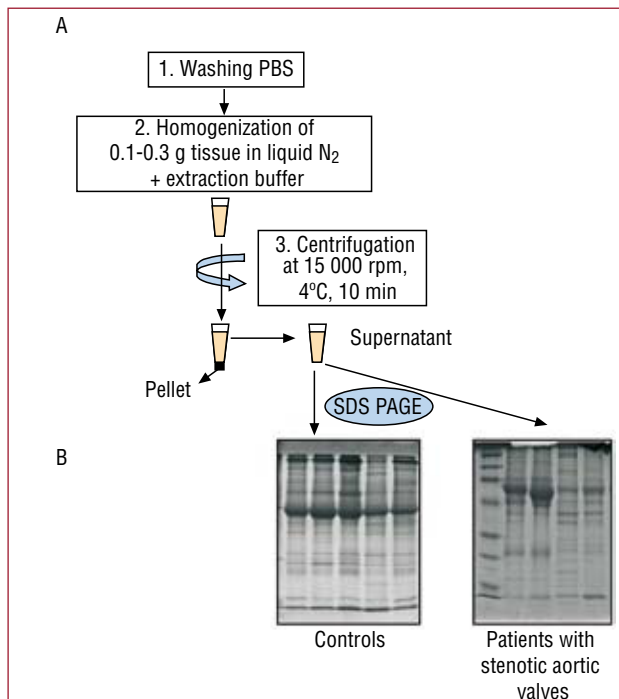 A
1. Washing PBS
2. Homogenization of
0.1-0.3 g tissue in liquid N₂
+ extraction buffer
3. Centrifugation
at 15 000 rpm,
4ºC, 10 min
Supernatant
Pellet
SDS PAGE
B
Controls
Patients with
stenotic aortic
valves